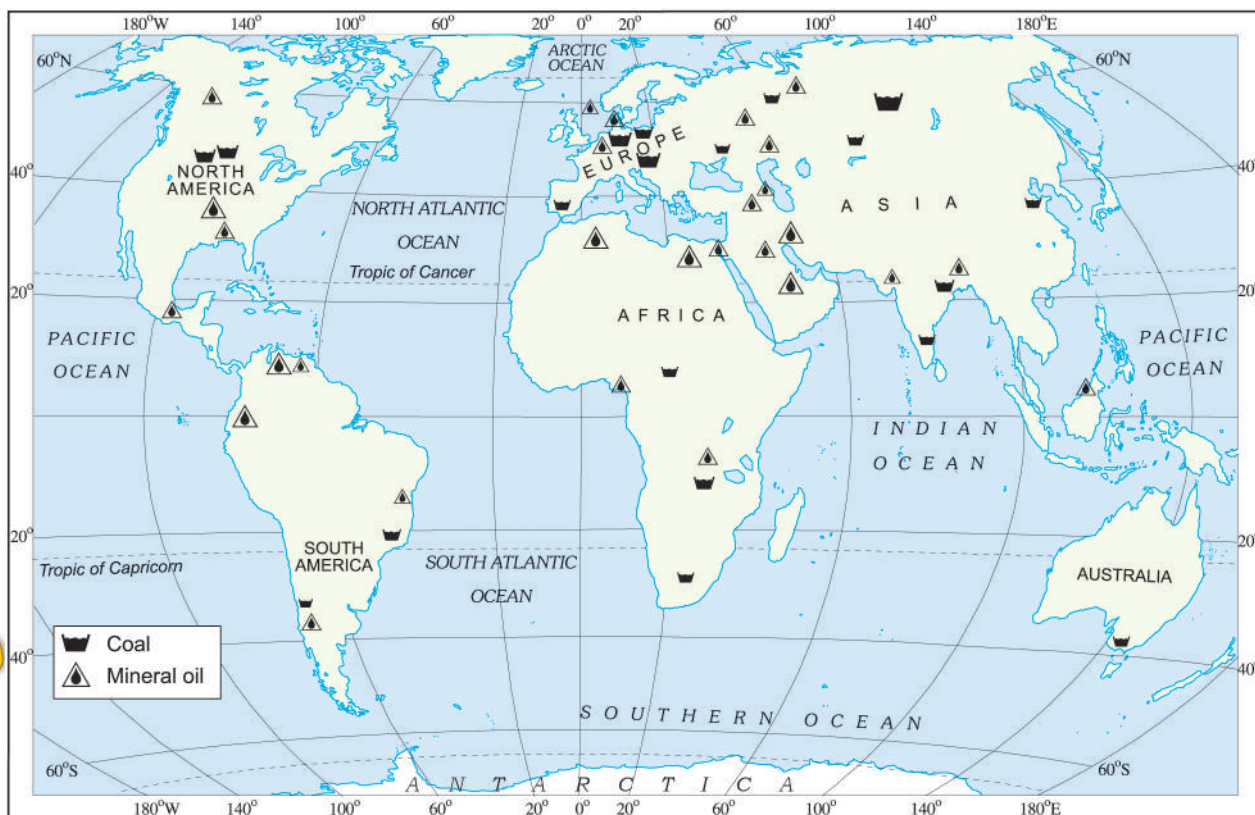 180°W 140° 100° 60° 20° 0° 20° 60° 100° 140° 180°E
60°N
ARCTIC
OCEAN
60°N
EUROPE
40°
NORTH
AMERICA
NORTH ATLANTIC
OCEAN
Tropic of Cancer
ASIA
40°
20°
20°
PACIFIC
OCEAN
AFRICA
PACIFIC
OCEAN
INDIAN
OCEAN
20°
20°
Tropic of Capricorn
SOUTH
AMERICA
SOUTH ATLANTIC
OCEAN
AUSTRALIA
Coal
Mineral oil
40°
40°
SOUTHERN OCEAN
60°S
60°S
ANTARCTICA
180°W 140° 100° 60° 20° 0° 20° 60° 100° 140° 180°E